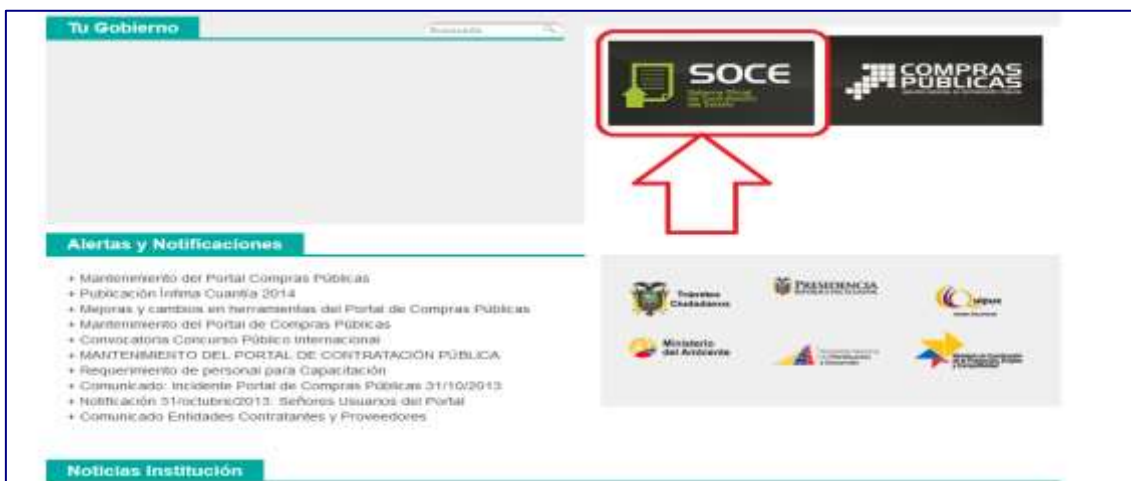 Tu Gobierno
SOCE
COMPRAS
PÚBLICAS
Alertas y Notificaciones
+ Mantenimiento del Portal Compras Públicas
+ Publicación Ínfima Cuantía 2014
+ Mejoras y cambios en herramientas del Portal de Compras Públicas
+ Mantenimiento del Portal de Compras Públicas
+ Convocatoria Concurso Público Internacional
+ MANTENIMIENTO DEL PORTAL DE CONTRATACIÓN PÚBLICA
+ Requerimiento de personal para Capacitación
+ Comunicado: Incidente Portal de Compras Públicas 31/10/2013
+ Notificación 31/octubre/2013: Señores Usuarios del Portal
+ Comunicado Entidades Contratantes y Proveedores
Trámites
Ciudadanos
PRESIDENCIA
Quipux
Ministerio
del Ambiente
Noticias Institución